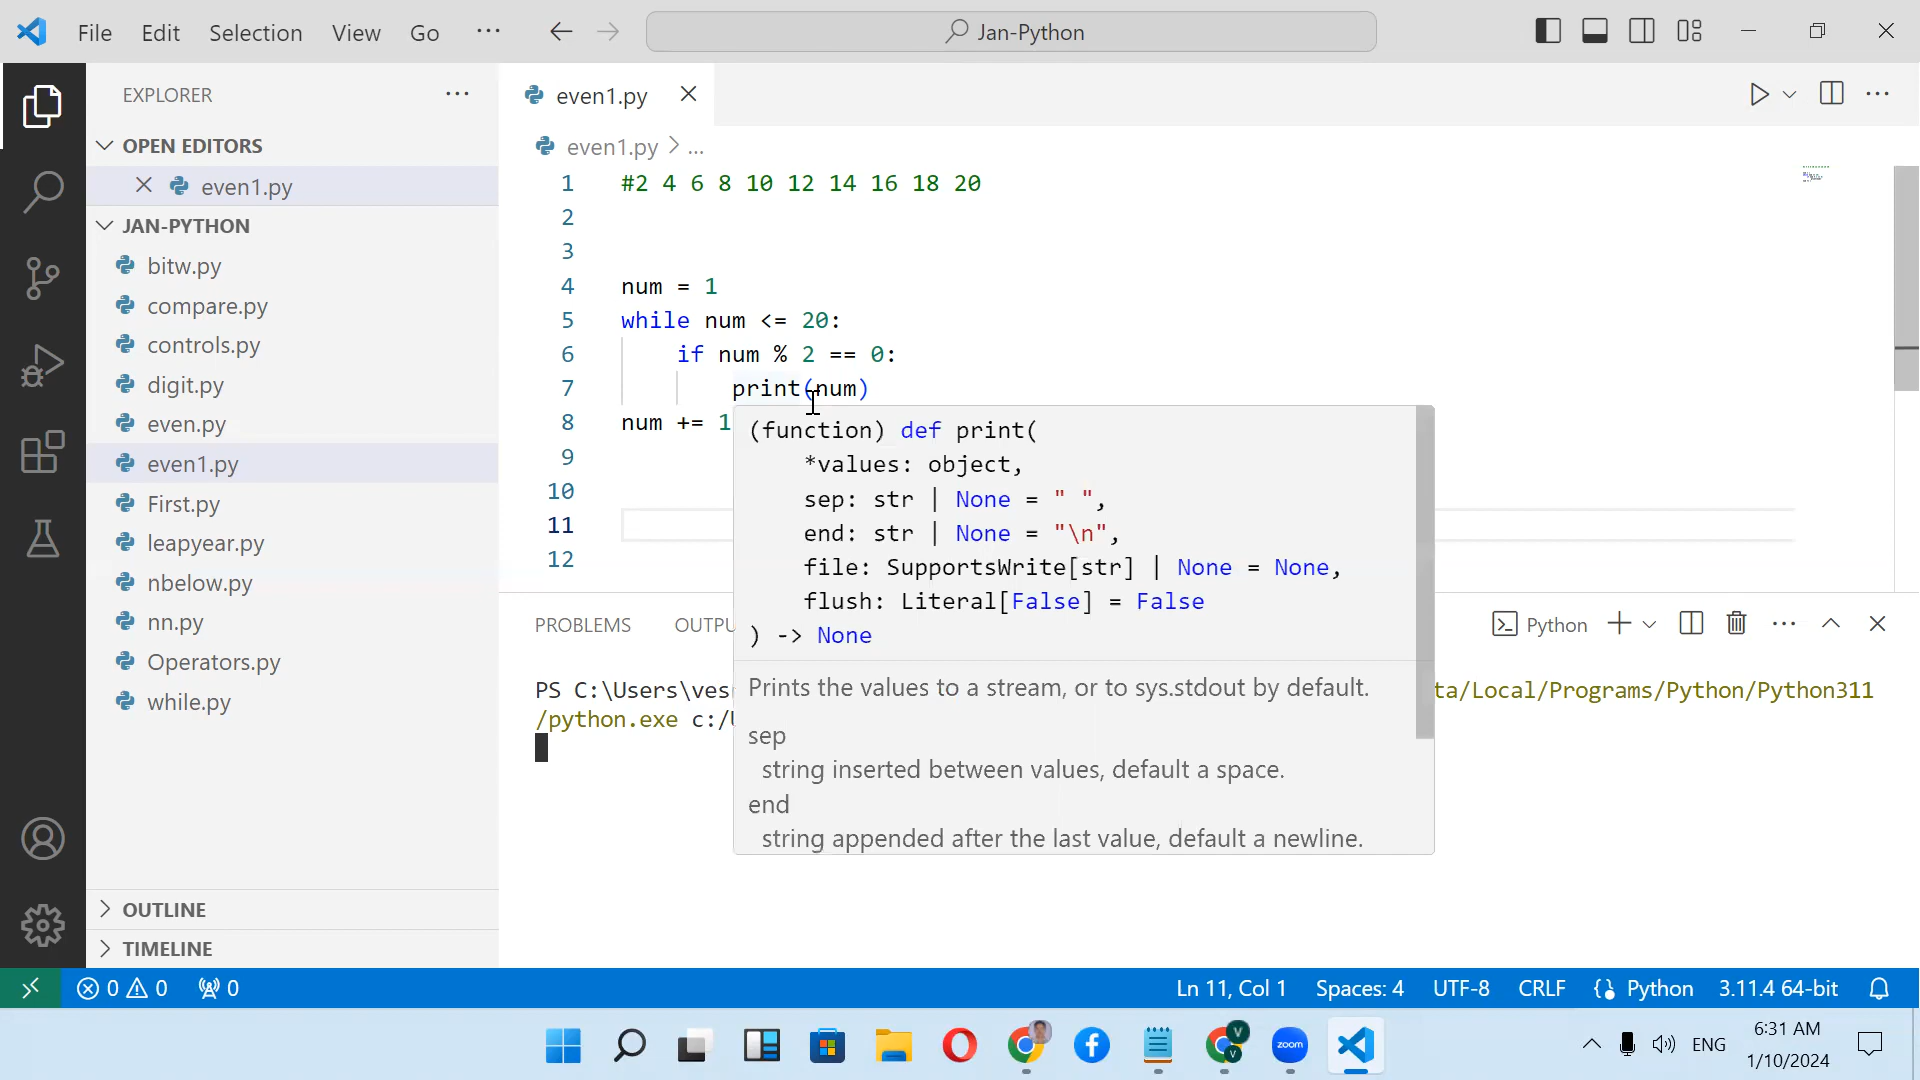 File Edit Selection View Go ... Jan-Python
EXPLORER ...
OPEN EDITORS
even1.py
JAN-PYTHON
bitw.py
compare.py
controls.py
digit.py
even.py
even1.py
First.py
leapyear.py
nbelow.py
nn.py
Operators.py
while.py
OUTLINE
TIMELINE
even1.py
even1.py > ...
1 #2 4 6 8 10 12 14 16 18 20
2
3
4 num = 1
5 while num <= 20:
6 if num % 2 == 0:
7 print(num)
8 num += 1
9
10
11
12
(function) def print(
*values: object,
sep: str | None = " ",
end: str | None = "\n",
file: SupportsWrite[str] | None = None,
flush: Literal[False] = False
) -> None
Prints the values to a stream, or to sys.stdout by default.
sep
string inserted between values, default a space.
end
string appended after the last value, default a newline.
PROBLEMS OUTPU Python
PS C:\Users\ves ta/Local/Programs/Python/Python311
/python.exe c:/
0 0 0 Ln 11, Col 1 Spaces: 4 UTF-8 CRLF Python 3.11.4 64-bit
V
V
zoom
ENG
6:31 AM
1/10/2024